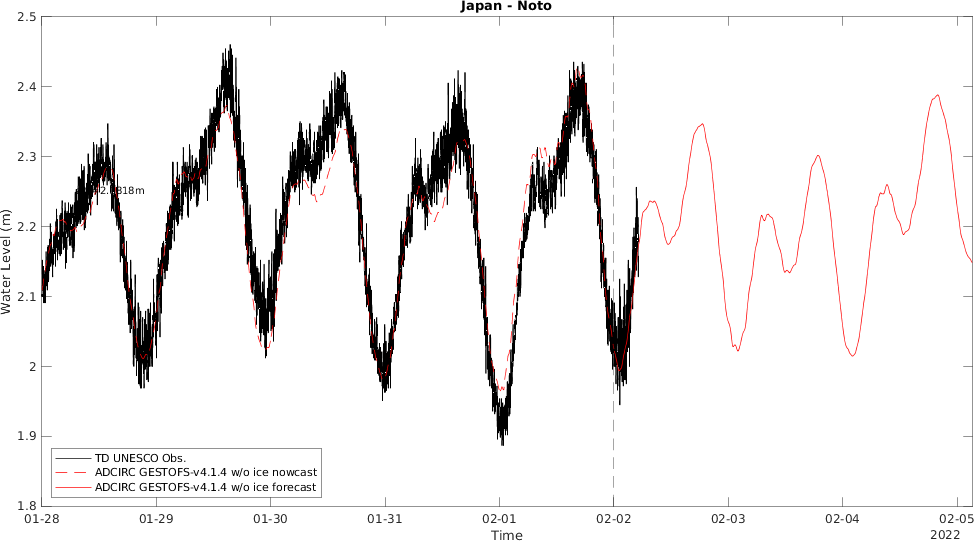 Japan - Noto
2.5
2.4
2.3
2.2
2.1
2
1.9
1.8
Water Level (m)
TD UNESCO Obs.
ADCIRC GESTOFS-v4.1.4 w/o ice nowcast
ADCIRC GESTOFS-v4.1.4 w/o ice forecast
01-28 01-29 01-30 01-31 02-01 02-02 02-03 02-04 02-05
Time 2022